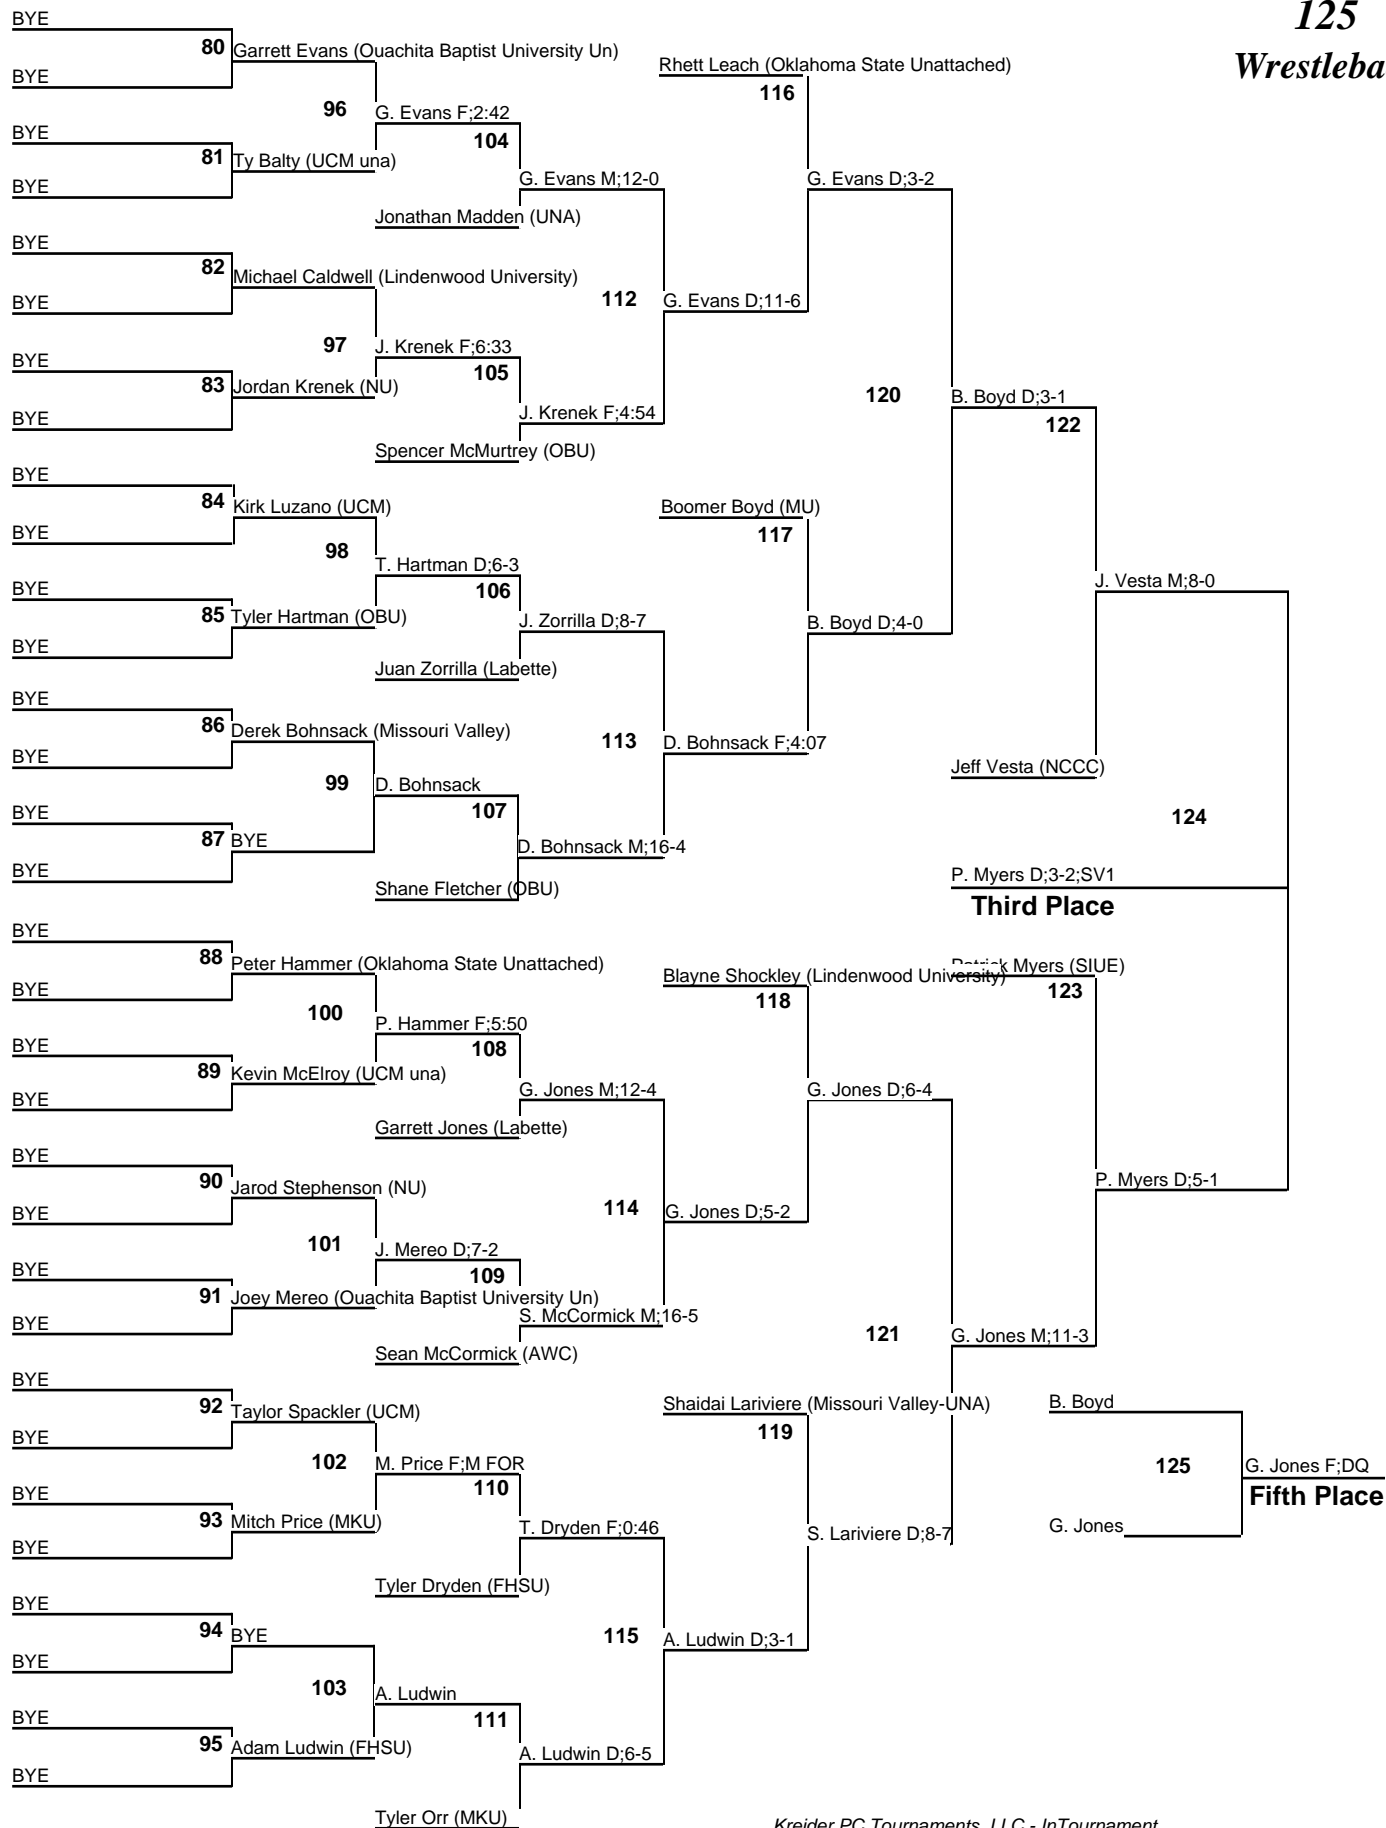 125
Wrestleba
BYE
80 Garrett Evans (Ouachita Baptist University Un)
BYE
Rhett Leach (Oklahoma State Unattached)
116
96 G. Evans F;2:42
104
BYE
81 Ty Balty (UCM una)
BYE
G. Evans M;12-0
G. Evans D;3-2
Jonathan Madden (UNA)
BYE
82 Michael Caldwell (Lindenwood University)
BYE
112 G. Evans D;11-6
97 J. Krenek F;6:33
105
BYE
83 Jordan Krenek (NU)
BYE
120 B. Boyd D;3-1
122
J. Krenek F;4:54
Spencer McMurtrey (OBU)
BYE
84 Kirk Luzano (UCM)
BYE
Boomer Boyd (MU)
117
98 T. Hartman D;6-3
106
J. Vesta M;8-0
BYE
85 Tyler Hartman (OBU)
BYE
J. Zorrilla D;8-7
B. Boyd D;4-0
Juan Zorrilla (Labette)
BYE
86 Derek Bohnsack (Missouri Valley)
BYE
113 D. Bohnsack F;4:07
Jeff Vesta (NCCC)
99 D. Bohnsack
107
124
BYE
87 BYE
BYE
D. Bohnsack M;16-4
Shane Fletcher (OBU)
P. Myers D;3-2;SV1
Third Place
BYE
88 Peter Hammer (Oklahoma State Unattached)
BYE
Blayne Shockley (Lindenwood University)
118
Patrick Myers (SIUE)
123
100 P. Hammer F;5:50
108
BYE
89 Kevin McElroy (UCM una)
BYE
G. Jones M;12-4
G. Jones D;6-4
Garrett Jones (Labette)
BYE
90 Jarod Stephenson (NU)
BYE
P. Myers D;5-1
114 G. Jones D;5-2
101 J. Mereo D;7-2
109
BYE
91 Joey Mereo (Ouachita Baptist University Un)
BYE
S. McCormick M;16-5
121 G. Jones M;11-3
Sean McCormick (AWC)
BYE
92 Taylor Spackler (UCM)
BYE
Shaidai Lariviere (Missouri Valley-UNA)
119
B. Boyd
102 M. Price F;M FOR
110
125 G. Jones F;DQ
Fifth Place
BYE
93 Mitch Price (MKU)
BYE
T. Dryden F;0:46
S. Lariviere D;8-7
G. Jones
Tyler Dryden (FHSU)
BYE
94 BYE
BYE
115 A. Ludwin D;3-1
103 A. Ludwin
111
BYE
95 Adam Ludwin (FHSU)
BYE
A. Ludwin D;6-5
Tyler Orr (MKU)
Kreider PC Tournaments, LLC - InTournament